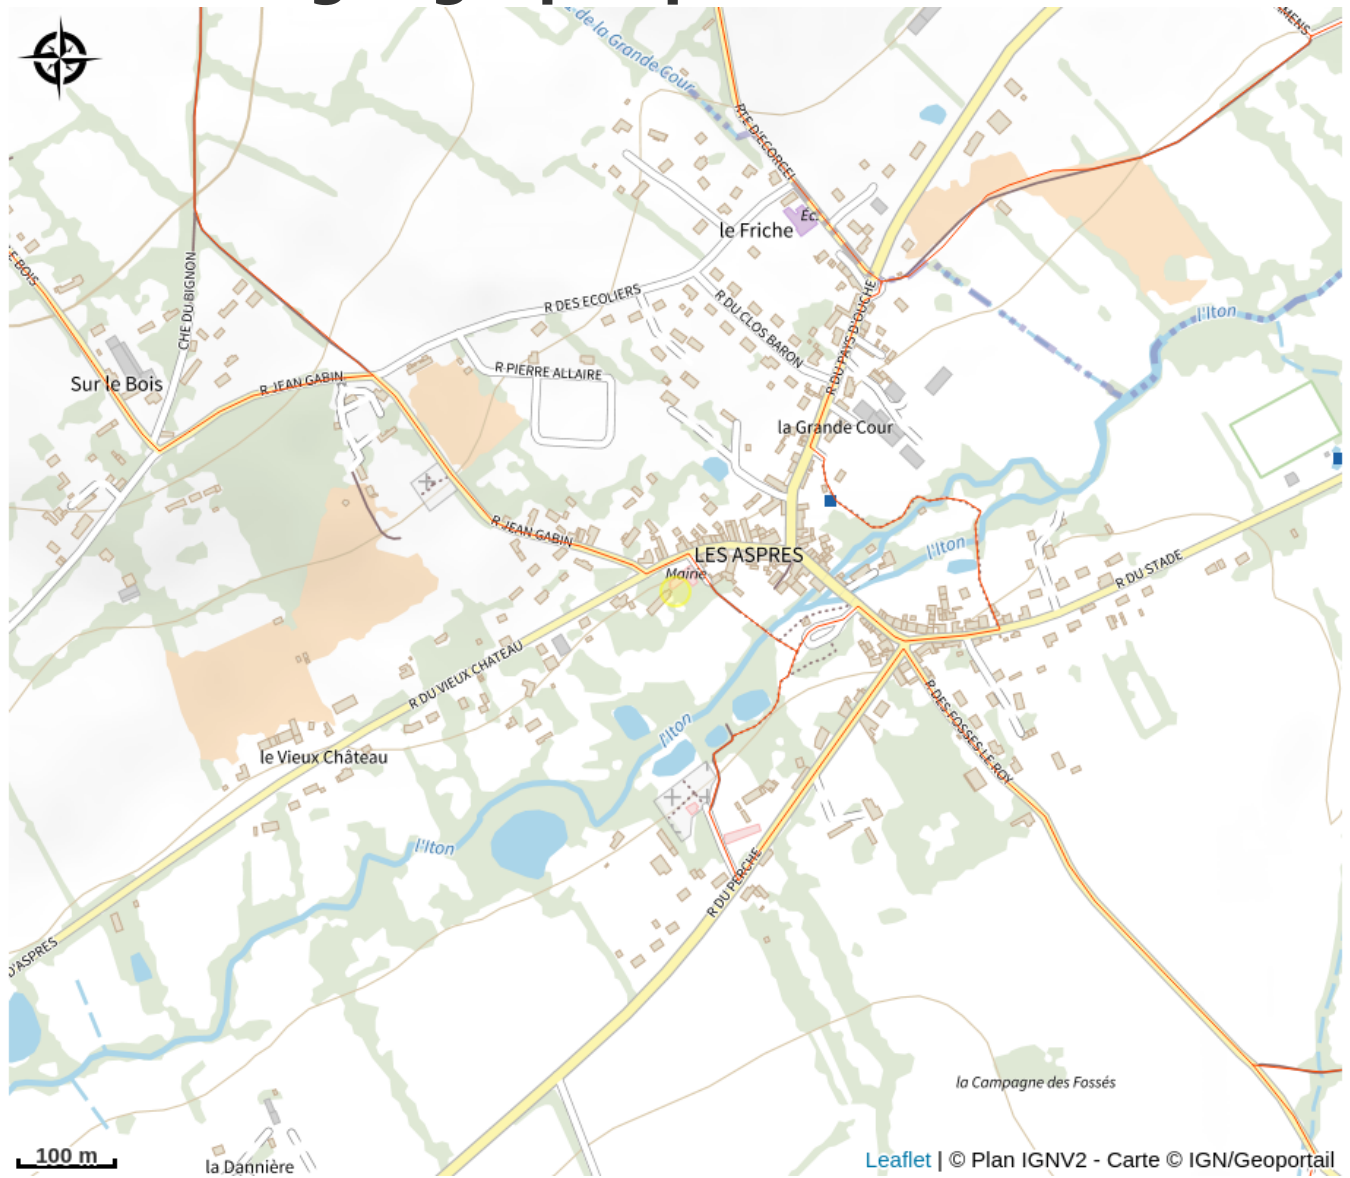 MENS
de la Grande Cour
RTE D'ECORCEI
Éc.
le Friche
LE BOIS
CHE DU BIGNON
R DES ECOLIERS
R DU CLOS BARON
R DU PAYS D'OUCHE
l'Iton
R PIERRE ALLAIRE
Sur le Bois
R JEAN GABIN
la Grande Cour
R JEAN GABIN
LES ASPRES
l'Iton
Mairie
R DU STADE
R DU VIEUX CHATEAU
R DES FOSSES LE ROY
l'Iton
le Vieux Château
l'Iton
R DU PERCHE
D'ASPRES
la Campagne des Fossés
100 m
la Dannière
Leaflet | © Plan IGNV2 - Carte © IGN/Geoportail